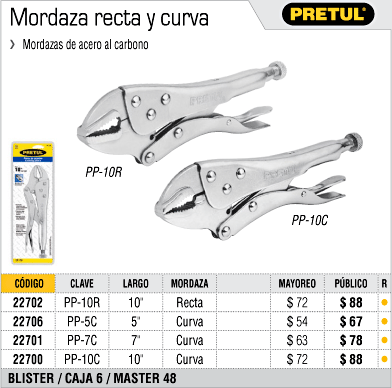 Mordaza recta y curva
PRETUL®
Mordazas de acero al carbono
PRETUL
PP-10R
PP-10C
CÓDIGO CLAVE LARGO MORDAZA MAYOREO PÚBLICO R
22702 PP-10R 10" Recta $ 72 $ 88
22706 PP-5C 5" Curva $ 54 $ 67
22701 PP-7C 7" Curva $ 63 $ 78
22700 PP-10C 10" Curva $ 72 $ 88
BLISTER / CAJA 6 / MASTER 48